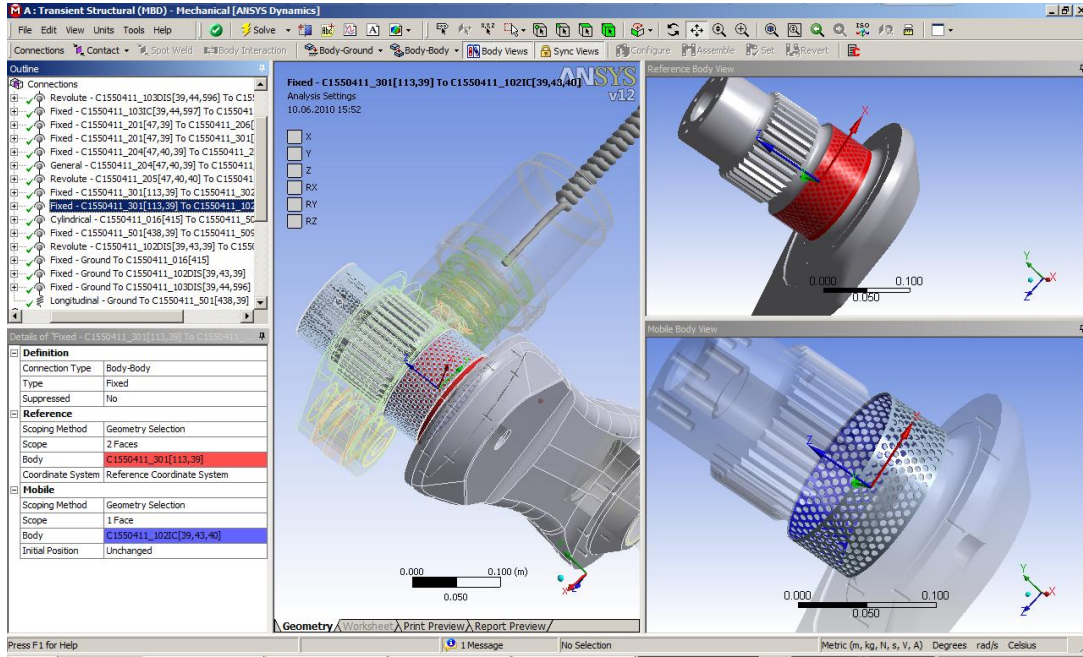 A : Transient Structural (MBD) - Mechanical [ANSYS Dynamics]
File Edit View Units Tools Help
Solve
Connections Contact Spot Weld Body Interaction Body-Ground Body-Body Body Views Sync Views Configure Assemble Set Revert
Outline
Connections
Revolute - C1550411_103DIS[39,44,596] To C15
Fixed - C1550411_103IC[39,44,597] To C155041
Fixed - C1550411_201[47,39] To C1550411_206[
Fixed - C1550411_201[47,39] To C1550411_301[
Fixed - C1550411_204[47,40,39] To C1550411_2
General - C1550411_204[47,40,39] To C1550411
Revolute - C1550411_205[47,40,40] To C155041
Fixed - C1550411_301[113,39] To C1550411_302
Fixed - C1550411_301[113,39] To C1550411_102
Cylindrical - C1550411_016[415] To C1550411_50
Fixed - C1550411_501[438,39] To C1550411_509
Revolute - C1550411_102DIS[39,43,39] To C1550
Fixed - Ground To C1550411_016[415]
Fixed - Ground To C1550411_102DIS[39,43,39]
Fixed - Ground To C1550411_103DIS[39,44,596]
Longitudinal - Ground To C1550411_501[438,39]
Details of "Fixed - C1550411_301[113,39] To C1550411
Definition
Connection Type Body-Body
Type Fixed
Suppressed No
Reference
Scoping Method Geometry Selection
Scope 2 Faces
Body C1550411_301[113,39]
Coordinate System Reference Coordinate System
Mobile
Scoping Method Geometry Selection
Scope 1 Face
Body C1550411_102IC[39,43,40]
Initial Position Unchanged
Fixed - C1550411_301[113,39] To C1550411_102IC[39,43,40]
Analysis Settings
10.06.2010 15:52
ANSYS
v12
X
Y
Z
RX
RY
RZ
0.000 0.100 (m)
0.050
X
Geometry Worksheet Print Preview Report Preview
Reference Body View
X
Z
0.000 0.100
0.050
Y
X
Z
Mobile Body View
X
Z
0.000 0.100
0.050
Y
X
Z
Press F1 for Help 1 Message No Selection Metric (m, kg, N, s, V, A) Degrees rad/s Celsius